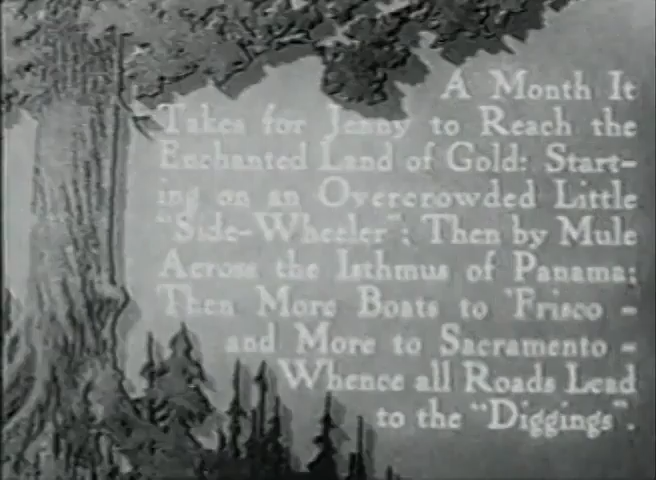 A Month It
Takes for Jenny to Reach the
Enchanted Land of Gold: Start-
ing on an Overcrowded Little
"Side-Wheeler"; Then by Mule
Across the Isthmus of Panama;
Then More Boats to 'Frisco -
and More to Sacramento -
Whence all Roads Lead
to the "Diggings".